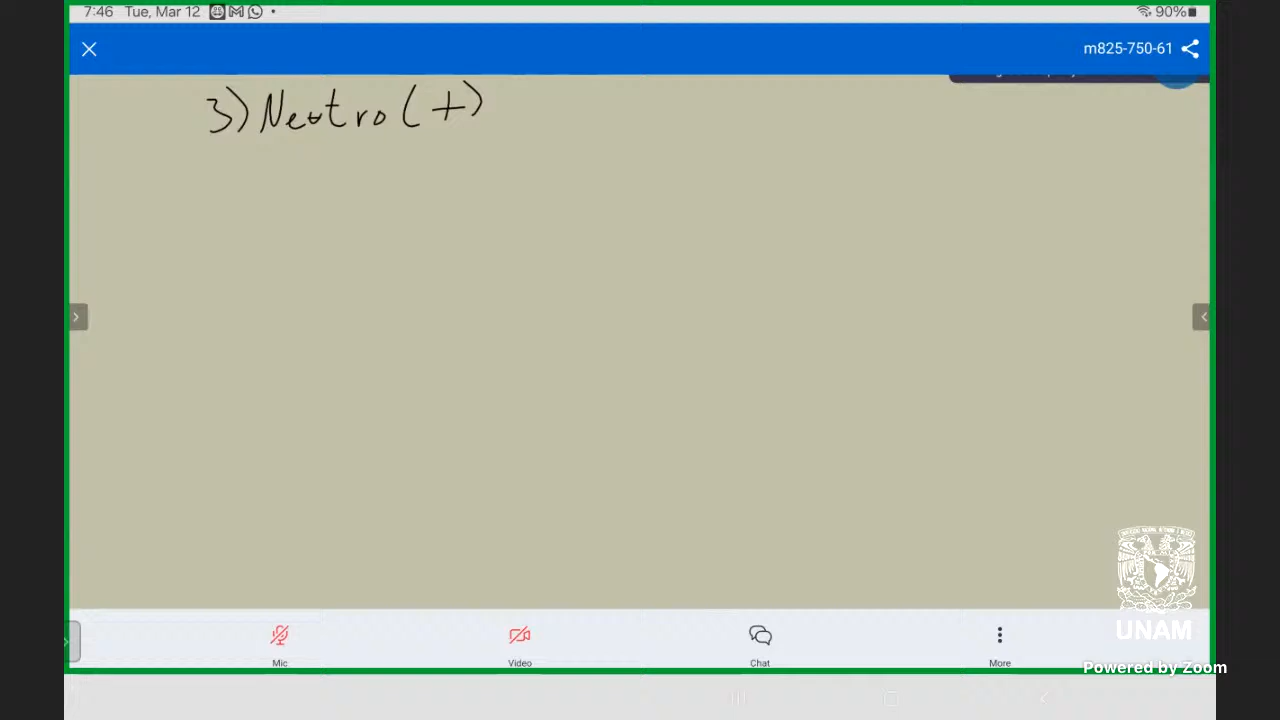 7:46 Tue, Mar 12
90%
m825-750-61
3) Neutro (+)
Mic
Video
Chat
More
UNAM
Powered by Zoom